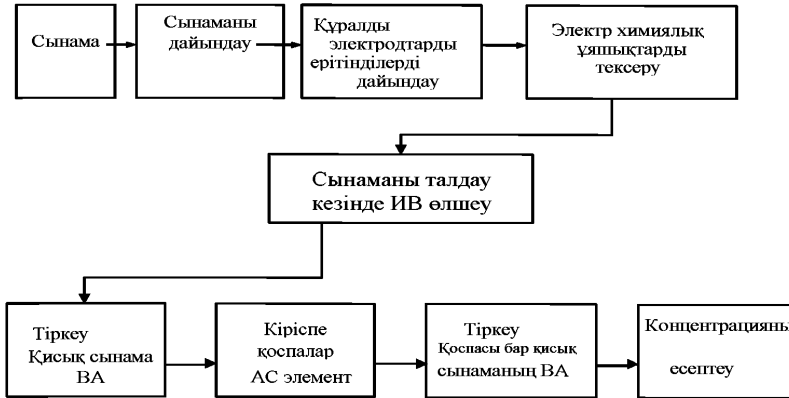 Сынама
Сынаманы
дайындау
Құралды
электродтарды
ерітінділерді
дайындау
Электр химиялық
ұяпықтарды
тексеру
Сынаманы талдау
кезінде ИВ өлшеу
Тіркеу
Қисық сынама
ВА
Кіріспе
қоспалар
АС элемент
Тіркеу
Қоспасы бар қисық
сынаманың ВА
Концентрацияны
есептеу